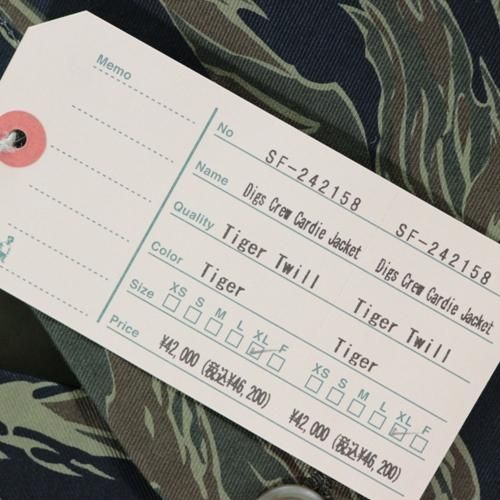 Memo
No SF-242158 SF-242158
Name Digs Crew Cardie Jacket Digs Crew Cardie Jacket
Quality Tiger Twill Tiger Twill
Color Tiger Tiger
Size XS S M L XL F XS S M L XL F
Price ¥42,000 (税込¥46,200) ¥42,000 (税込¥46,200)